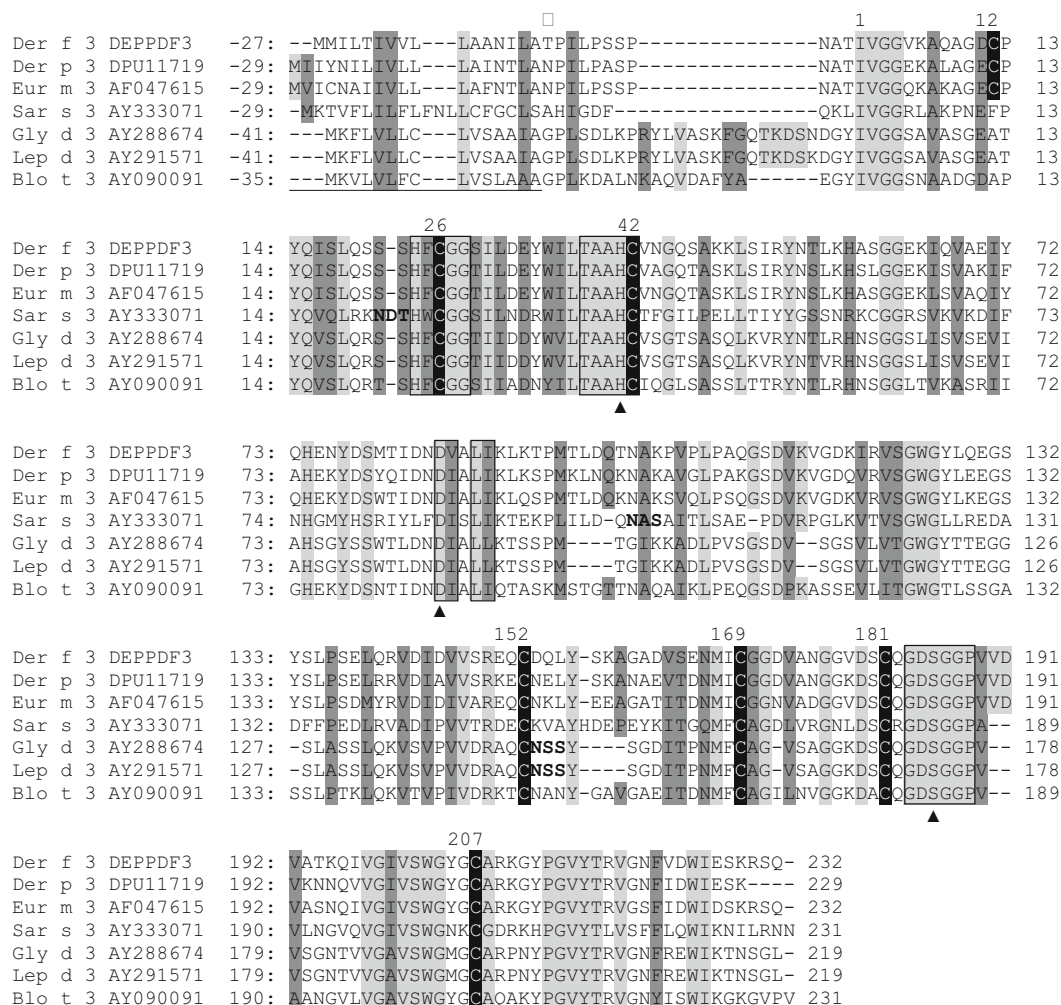 □ 1 12
Der f 3 DEPPDF3 -27: --MMILTIVVL---LAANILATPILPSSP---------------NATIVGGVKAQAGDCP 13
Der p 3 DPU11719 -29: MIIYNILIVLL---LAINTLANPILPASP---------------NATIVGGEKALAGECP 13
Eur m 3 AF047615 -29: MVICNAIIVLL---LAFNTLANPILPSSP---------------NATIVGGQKAKAGECP 13
Sar s 3 AY333071 -29: -MKTVFLILFLFNLLCFGCLSAHIGDF-----------------QKLIVGGRLAKPNEFP 13
Gly d 3 AY288674 -41: ---MKFLVLLC---LVSAAIAGPLSDLKPRYLVASKFGQTKDSNDGYIVGGSAVASGEAT 13
Lep d 3 AY291571 -41: ---MKFLVLLC---LVSAAIAGPLSDLKPRYLVASKFGQTKDSKDGYIVGGSAVASGEAT 13
Blo t 3 AY090091 -35: ---MKVLVLFC---LVSLAAAGPLKDALNKAQVDAFYA------EGYIVGGSNAADGDAP 13
26 42
Der f 3 DEPPDF3 14: YQISLQSS-SHFCGGSILDEYWILTAAHCVNGQSAKKLSIRYNTLKHASGGEKIQVAEIY 72
Der p 3 DPU11719 14: YQISLQSS-SHFCGGTILDEYWILTAAHCVAGQTASKLSIRYNSLKHSLGGEKISVAKIF 72
Eur m 3 AF047615 14: YQISLQSS-SHFCGGTILDEYWILTAAHCVNGQTASKLSIRYNSLKHASGGEKLSVAQIY 72
Sar s 3 AY333071 14: YQVQLRKNDTHWCGGSILNDRWILTAAHCTFGILPELLTIYYGSSNRKCGGRSVKVKDIF 73
Gly d 3 AY288674 14: YQVSLQRS-SHFCGGTIIDDYWVLTAAHCVSGTSASQLKVRYNTLRHNSGGSLISVSEVI 72
Lep d 3 AY291571 14: YQVSLQRS-SHFCGGTIIDDYWVLTAAHCVSGTSASQLKVRYNTVRHNSGGSLISVSEVI 72
Blo t 3 AY090091 14: YQVSLQRT-SHFCGGSIIADNYILTAAHCIQGLSASSLTTRYNTLRHNSGGLTVKASRII 72
▲
Der f 3 DEPPDF3 73: QHENYDSMTIDNDVALIKLKTPMTLDQTNAKPVPLPAQGSDVKVGDKIRVSGWGYLQEGS 132
Der p 3 DPU11719 73: AHEKYDSYQIDNDIALIKLKSPMKLNQKNAKAVGLPAKGSDVKVGDQVRVSGWGYLEEGS 132
Eur m 3 AF047615 73: QHEKYDSWTIDNDIALIKLQSPMTLDQKNAKSVQLPSQGSDVKVGDKVRVSGWGYLKEGS 132
Sar s 3 AY333071 74: NHGMYHSRIYLFDISLIKTEKPLILD-QNASAITLSAE-PDVRPGLKVTVSGWGLLREDA 131
Gly d 3 AY288674 73: AHSGYSSWTLDNDIALLKTSSPM----TGIKKADLPVSGSDV--SGSVLVTGWGYTTEGG 126
Lep d 3 AY291571 73: AHSGYSSWTLDNDIALLKTSSPM----TGIKKADLPVSGSDV--SGSVLVTGWGYTTEGG 126
Blo t 3 AY090091 73: GHEKYDSNTIDNDIALIQTASKMSTGTTNAQAIKLPEQGSDPKASSEVLITGWGTLSSGA 132
▲
152 169 181
Der f 3 DEPPDF3 133: YSLPSELQRVDIDVVSREQCDQLY-SKAGADVSENMICGGDVANGGVDSCQGDSGGPVVD 191
Der p 3 DPU11719 133: YSLPSELRRVDIAVVSRKECNELY-SKANAEVTDNMICGGDVANGGKDSCQGDSGGPVVD 191
Eur m 3 AF047615 133: YSLPSDMYRVDIDIVAREQCNKLY-EEAGATITDNMICGGNVADGGVDSCQGDSGGPVVD 191
Sar s 3 AY333071 132: DFFPEDLRVADIPVVTRDECKVAYHDEPEYKITGQMFCAGDLVRGNLDSCRGDSGGPA-- 189
Gly d 3 AY288674 127: -SLASSLQKVSVPVVDRAQCNSSY----SGDITPNMFCAG-VSAGGKDSCQGDSGGPV-- 178
Lep d 3 AY291571 127: -SLASSLQKVSVPVVDRAQCNSSY----SGDITPNMFCAG-VSAGGKDSCQGDSGGPV-- 178
Blo t 3 AY090091 133: SSLPTKLQKVTVPIVDRKTCNANY-GAVGAEITDNMFCAGILNVGGKDACQGDSGGPV-- 189
▲
207
Der f 3 DEPPDF3 192: VATKQIVGIVSWGYGCARKGYPGVYTRVGNFVDWIESKRSQ- 232
Der p 3 DPU11719 192: VKNNQVVGIVSWGYGCARKGYPGVYTRVGNFIDWIESK---- 229
Eur m 3 AF047615 192: VASNQIVGIVSWGYGCARKGYPGVYTRVGSFIDWIDSKRSQ- 232
Sar s 3 AY333071 190: VLNGVQVGIVSWGNKCGDRKHPGVYTLVSFFLQWIKNILRNN 231
Gly d 3 AY288674 179: VSGNTVVGAVSWGMGCARPNYPGVYTRVGNFREWIKTNSGL- 219
Lep d 3 AY291571 179: VSGNTVVGAVSWGMGCARPNYPGVYTRVGNFREWIKTNSGL- 219
Blo t 3 AY090091 190: AANGVLVGAVSWGYGCAQAKYPGVYTRVGNYISWIKGKGVPV 231